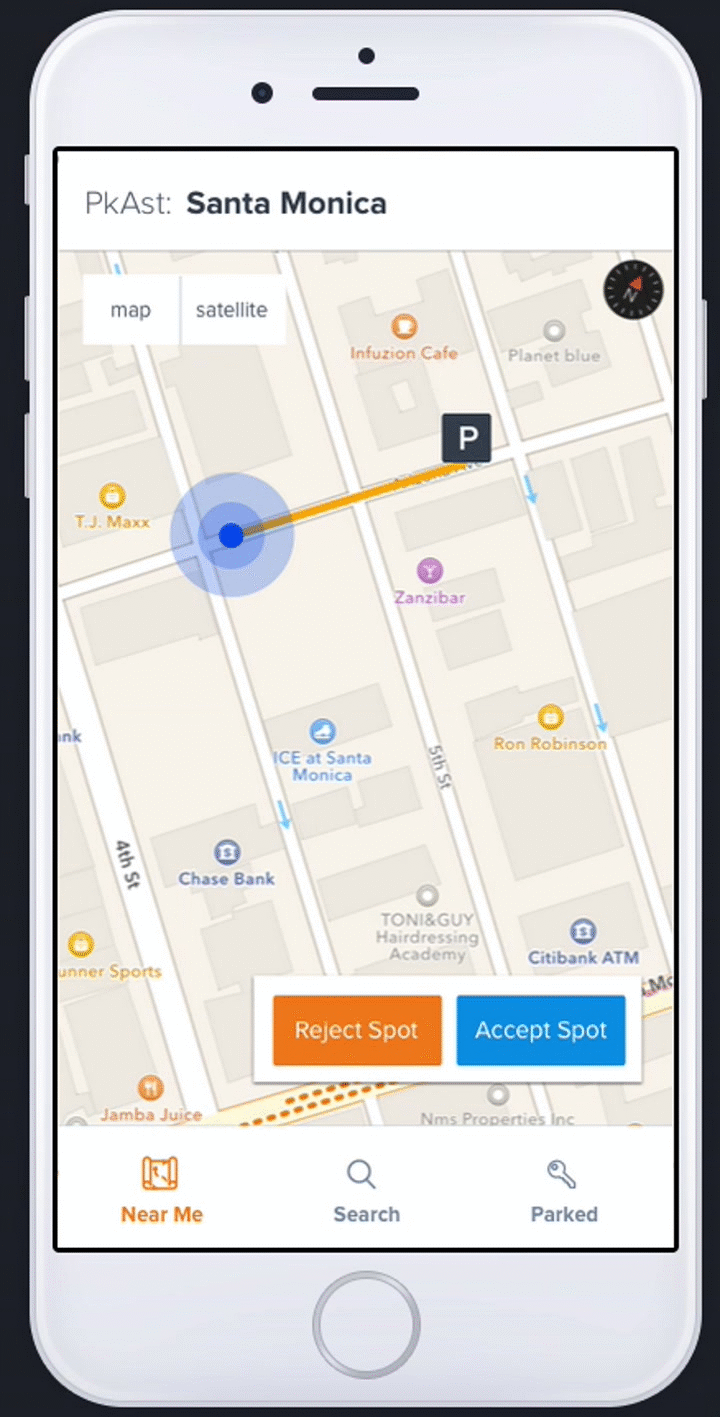 PkAst: Santa Monica
map
satellite
N
Infuzion Cafe
Planet blue
P
T.J. Maxx
Zanzibar
ank
ICE at Santa
Monica
5th St
Ron Robinson
4th St
Chase Bank
TONI&GUY
Hairdressing
Academy
Citibank ATM
unner Sports
Reject Spot
Accept Spot
Jamba Juice
Nms Properties Inc
Near Me
Search
Parked